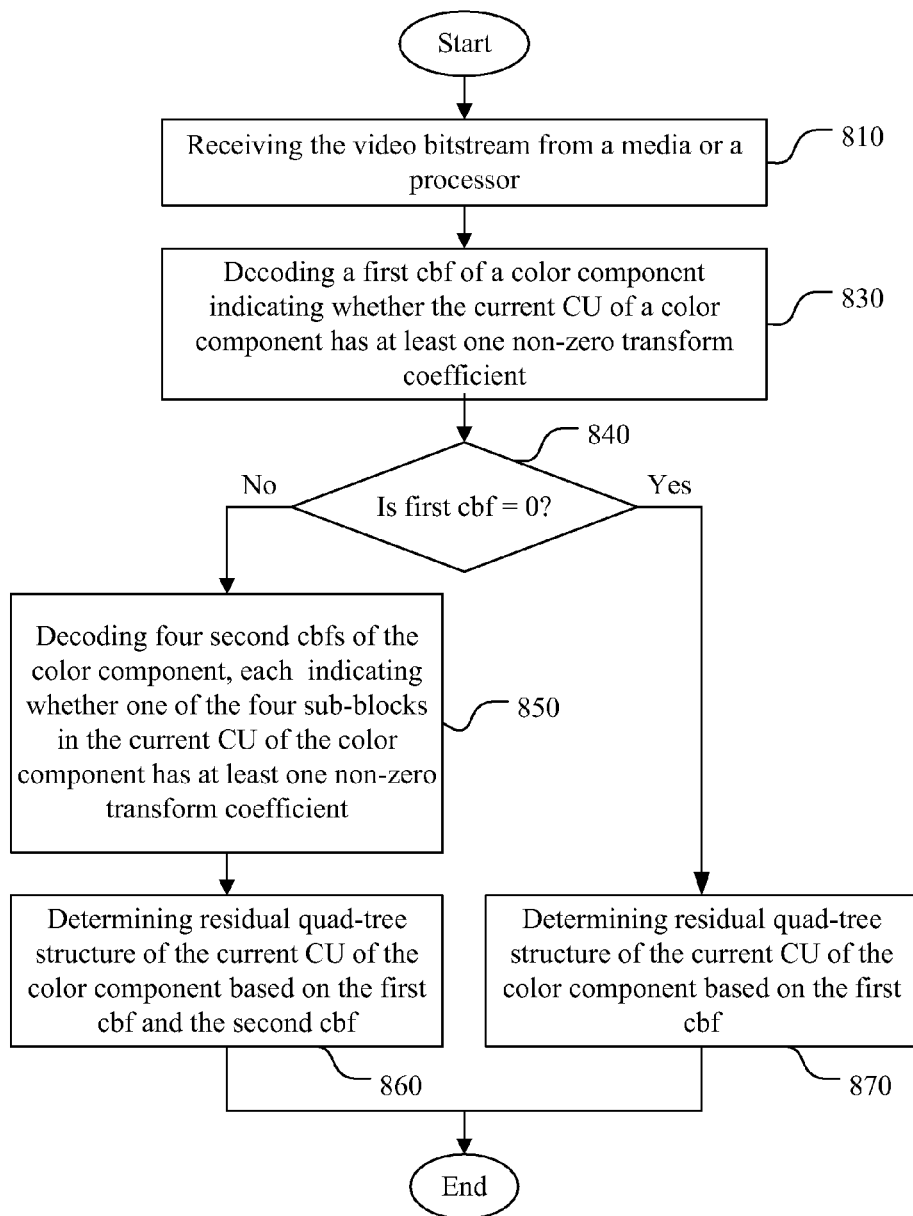 Start
Receiving the video bitstream from a media or a
processor
810
Decoding a first cbf of a color component
indicating whether the current CU of a color
component has at least one non-zero transform
coefficient
830
840
No
Yes
Is first cbf = 0?
Decoding four second cbfs of the
color component, each indicating
whether one of the four sub-blocks
in the current CU of the color
component has at least one non-zero
transform coefficient
850
Determining residual quad-tree
structure of the current CU of the
color component based on the first
cbf and the second cbf
860
Determining residual quad-tree
structure of the current CU of the
color component based on the first
cbf
870
End